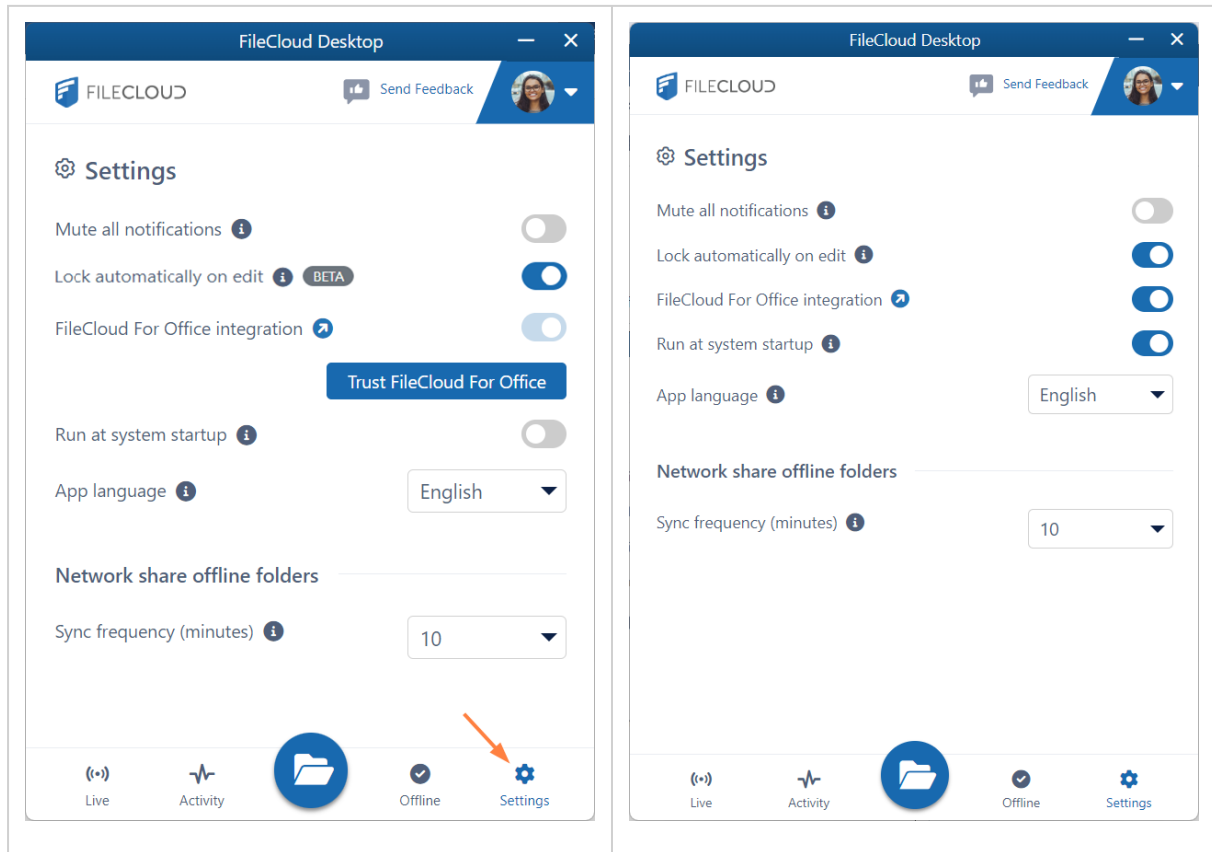 FileCloud Desktop
FILECLOUD
Send Feedback
Settings
Mute all notifications
Lock automatically on edit BETA
FileCloud For Office integration
Trust FileCloud For Office
Run at system startup
App language English
Network share offline folders
Sync frequency (minutes) 10
Live Activity Offline Settings
FileCloud Desktop
FILECLOUD
Send Feedback
Settings
Mute all notifications
Lock automatically on edit
FileCloud For Office integration
Run at system startup
App language English
Network share offline folders
Sync frequency (minutes) 10
Live Activity Offline Settings